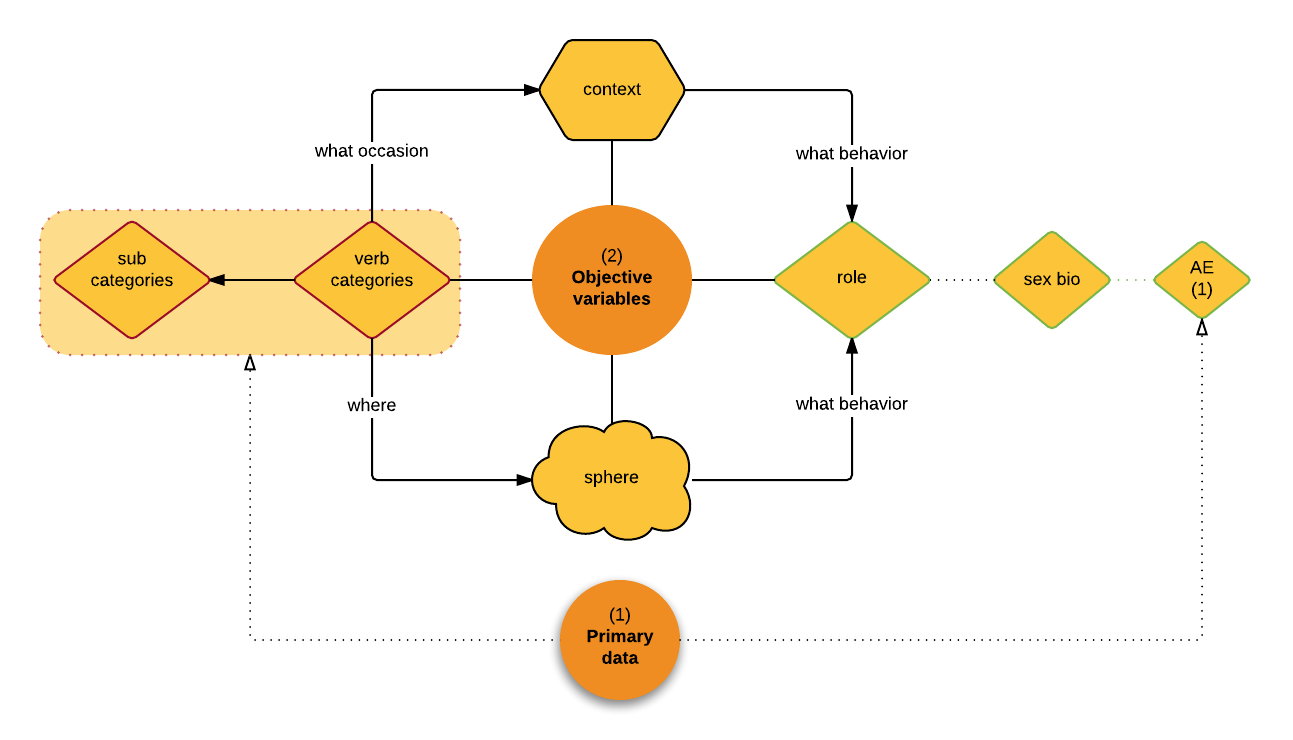 context
what occasion
what behavior
sub
categories
verb
categories
(2)
Objective
variables
role
sex bio
AE
(1)
where
what behavior
sphere
(1)
Primary
data